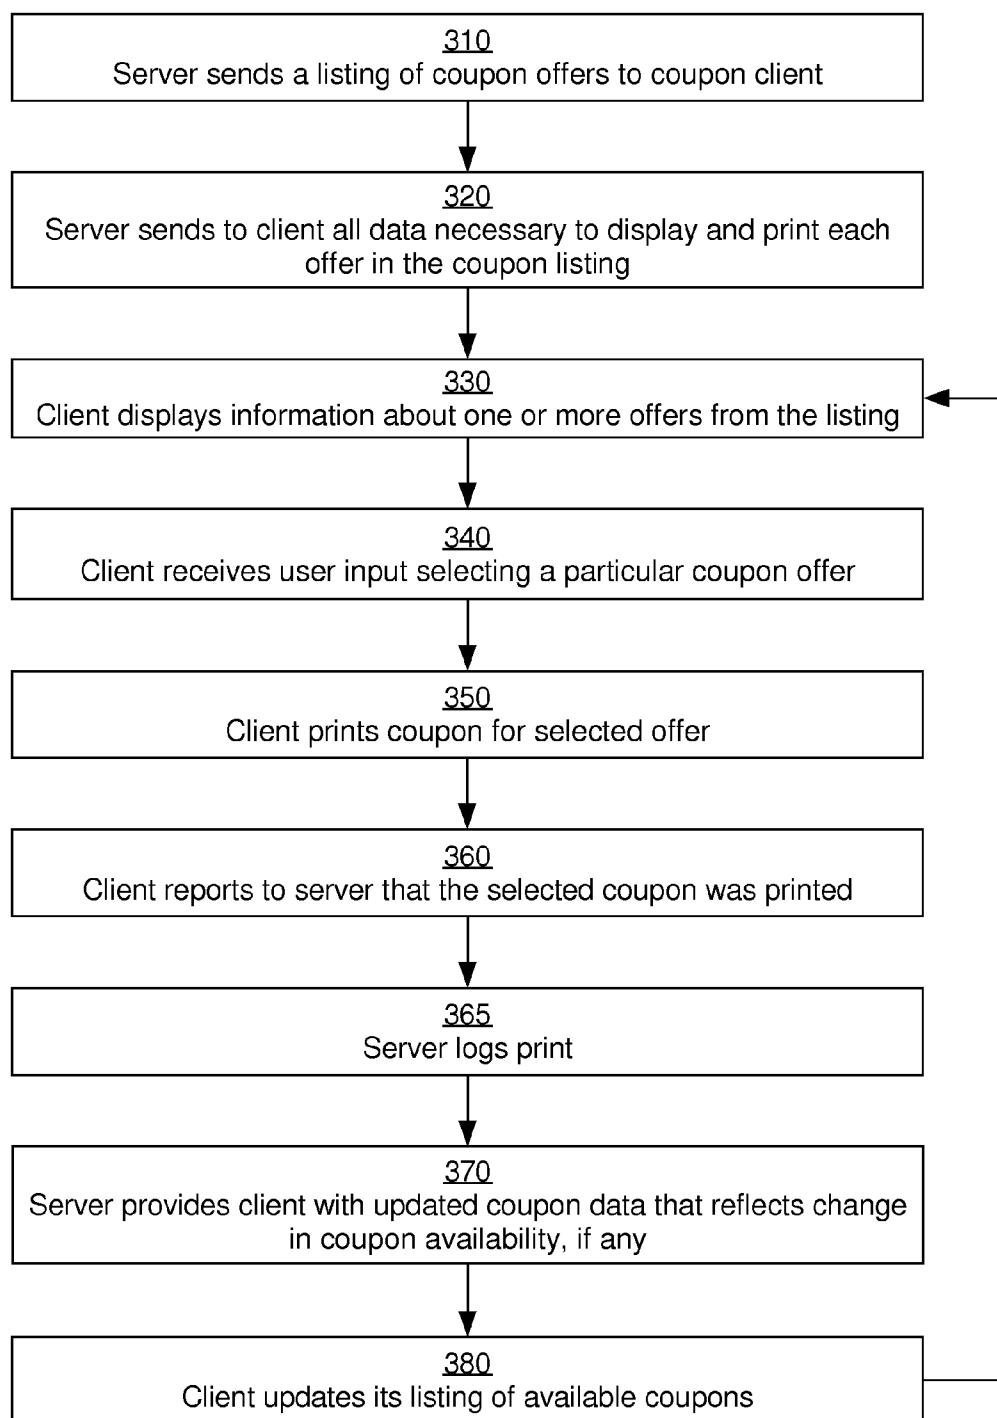 310
Server sends a listing of coupon offers to coupon client
320
Server sends to client all data necessary to display and print each
offer in the coupon listing
330
Client displays information about one or more offers from the listing
340
Client receives user input selecting a particular coupon offer
350
Client prints coupon for selected offer
360
Client reports to server that the selected coupon was printed
365
Server logs print
370
Server provides client with updated coupon data that reflects change
in coupon availability, if any
380
Client updates its listing of available coupons